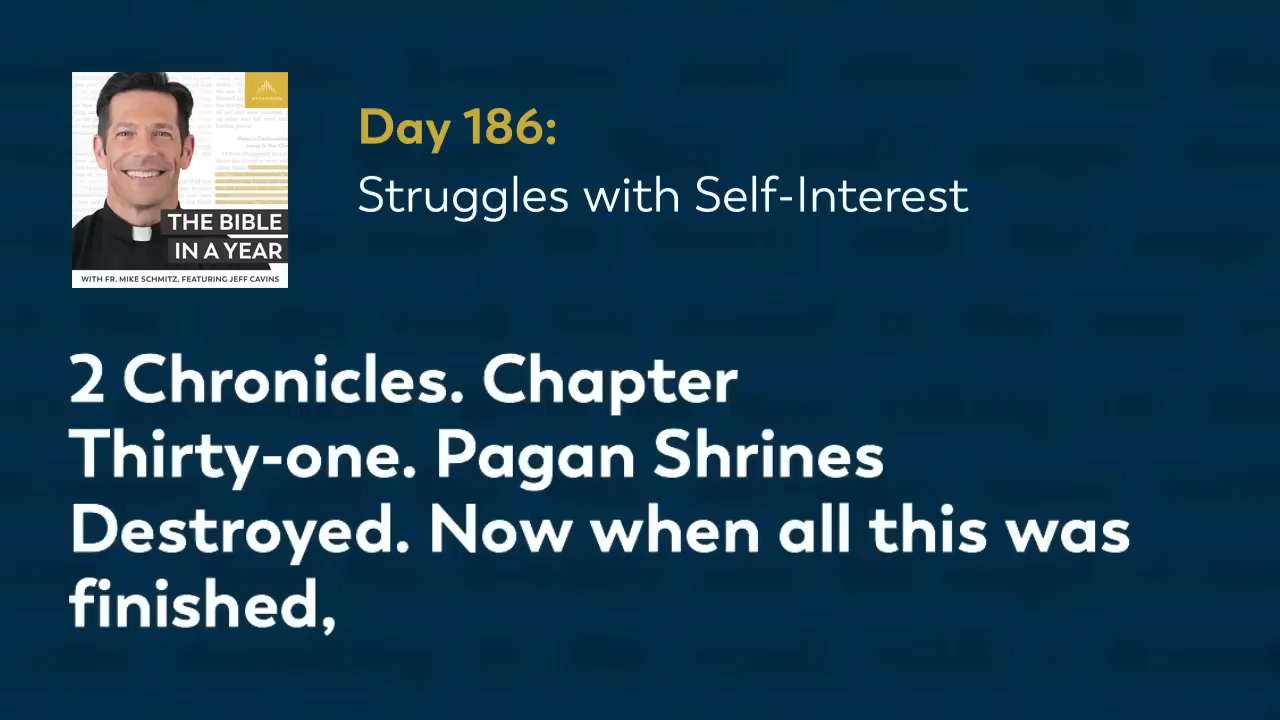 THE BIBLE
IN A YEAR
WITH FR. MIKE SCHMITZ, FEATURING JEFF CAVINS
Day 186:
Struggles with Self-Interest
2 Chronicles. Chapter
Thirty-one. Pagan Shrines
Destroyed. Now when all this was
finished,